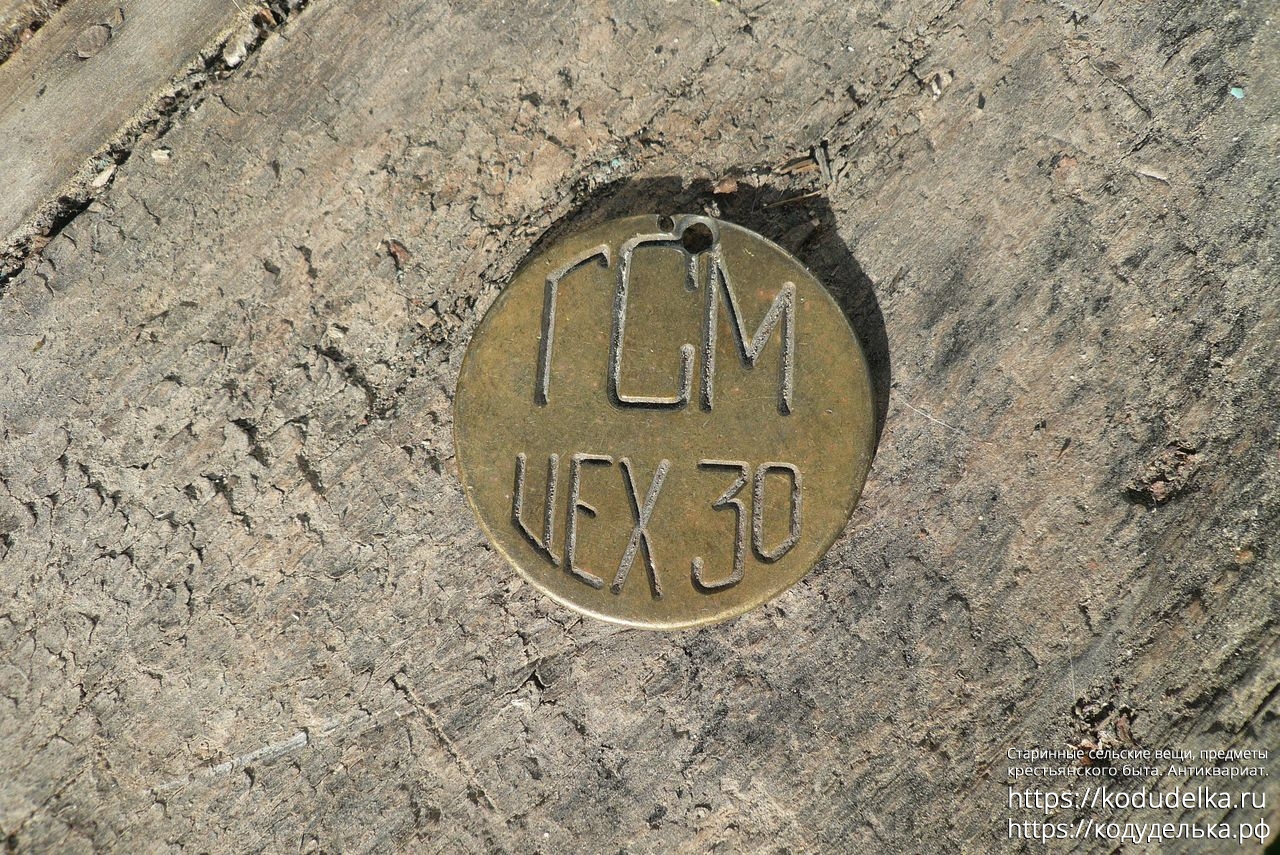 ГСМ
ЦЕХ 30
Старинные сельские вещи, предметы
крестьянского быта. Антиквариат.
https://kodudelka.ru
https://кодуделька.рф